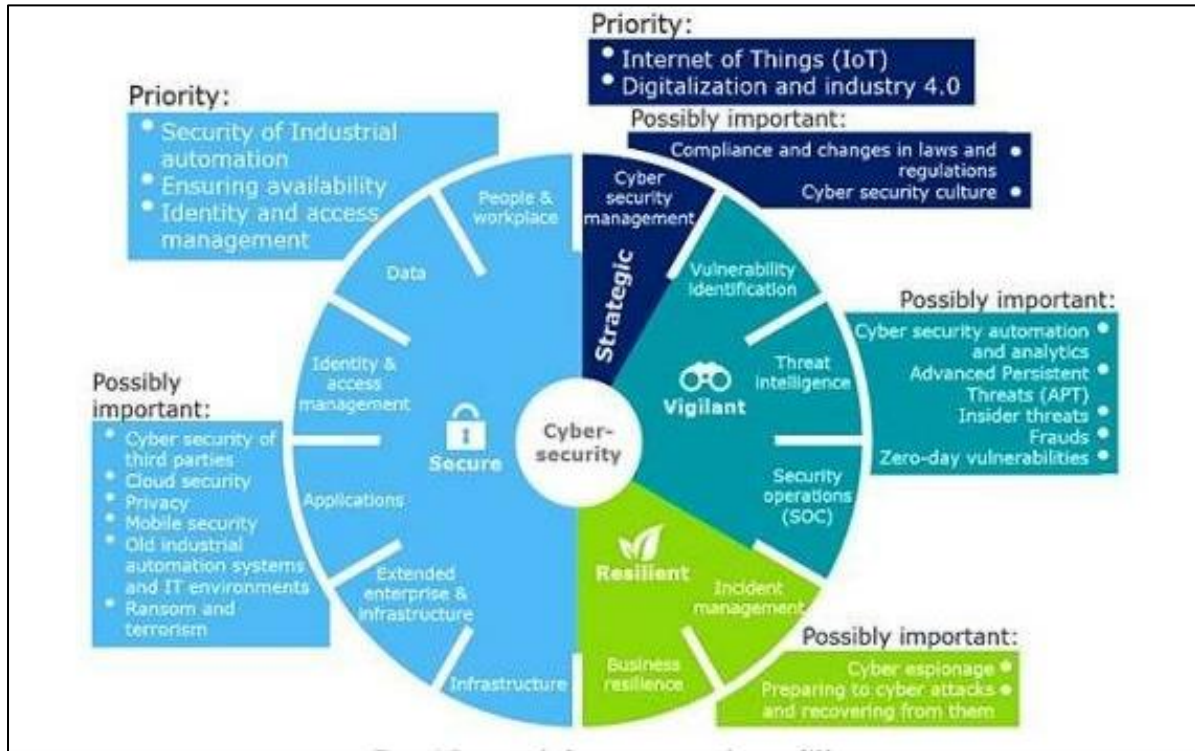 Priority:
• Internet of Things (IoT)
• Digitalization and industry 4.0
Possibly important:
Compliance and changes in laws and •
regulations
Cyber security culture •
Priority:
• Security of Industrial
automation
• Ensuring availability
• Identity and access
management
People &
workplace
Cyber
security
management
Data
Vulnerability
identification
Strategic
Possibly important:
Cyber security automation •
and analytics
Advanced Persistent •
Threats (APT)
Insider threats •
Frauds •
Zero-day vulnerabilities •
Identity &
access
management
Threat
intelligence
Vigilant
Possibly
important:
• Cyber security of
third parties
• Cloud security
• Privacy
• Mobile security
• Old industrial
automation systems
and IT environments
• Ransom and
terrorism
Secure
Cyber-
security
Applications
Security
operations
(SOC)
Resilient
Extended
enterprise &
infrastructure
Incident
management
Infrastructure
Business
resilience
Possibly important:
Cyber espionage •
Preparing to cyber attacks •
and recovering from them